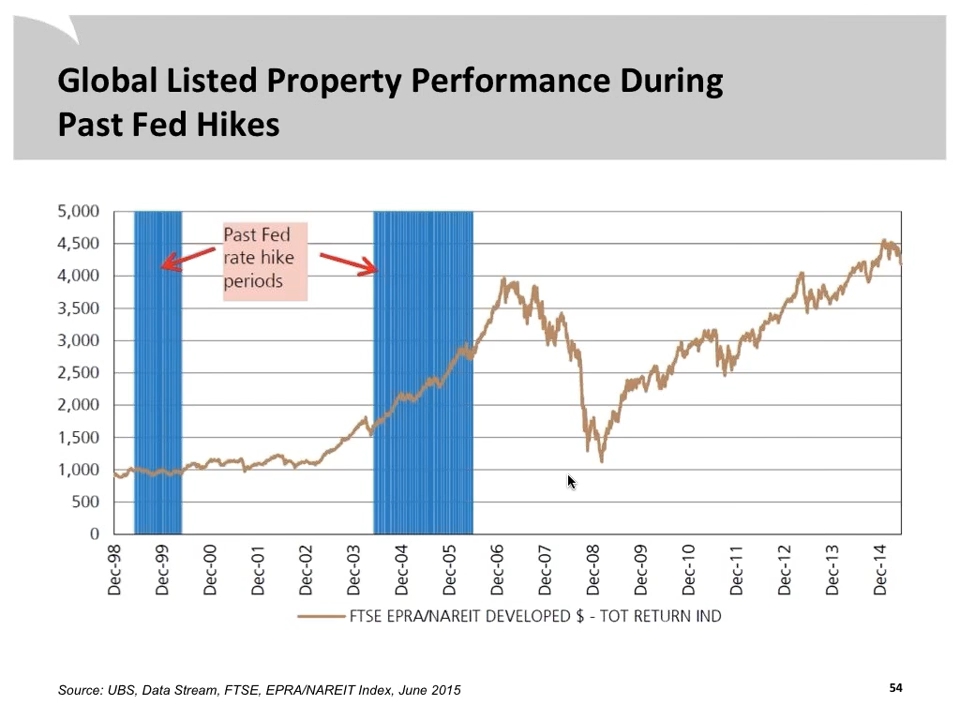 Global Listed Property Performance During
Past Fed Hikes
5,000
4,500
4,000
3,500
3,000
2,500
2,000
1,500
1,000
500
0
Past Fed
rate hike
periods
Dec-98
Dec-99
Dec-00
Dec-01
Dec-02
Dec-03
Dec-04
Dec-05
Dec-06
Dec-07
Dec-08
Dec-09
Dec-10
Dec-11
Dec-12
Dec-13
Dec-14
FTSE EPRA/NAREIT DEVELOPED $ - TOT RETURN IND
Source: UBS, Data Stream, FTSE, EPRA/NAREIT Index, June 2015
54